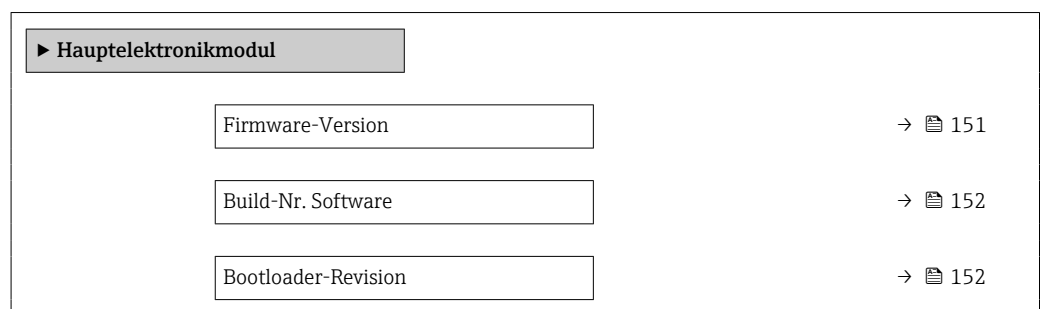 ▶ Hauptelektronikmodul
Firmware-Version → 151
Build-Nr. Software → 152
Bootloader-Revision → 152